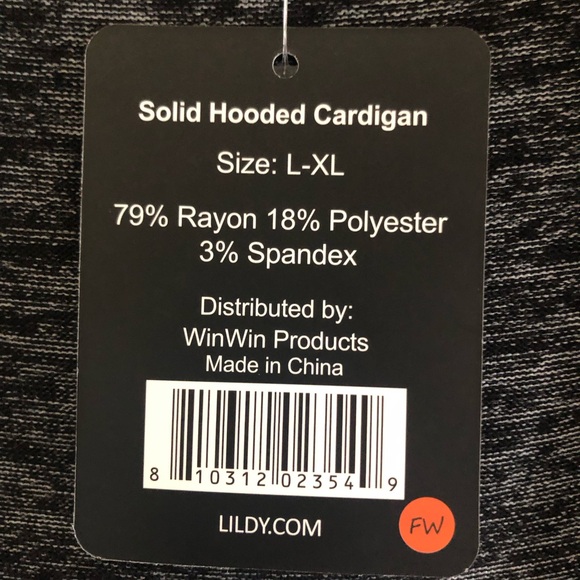 Solid Hooded Cardigan
Size: L-XL
79% Rayon 18% Polyester
3% Spandex
Distributed by:
WinWin Products
Made in China
8 10312 02354 9
LILDY.COM
FW